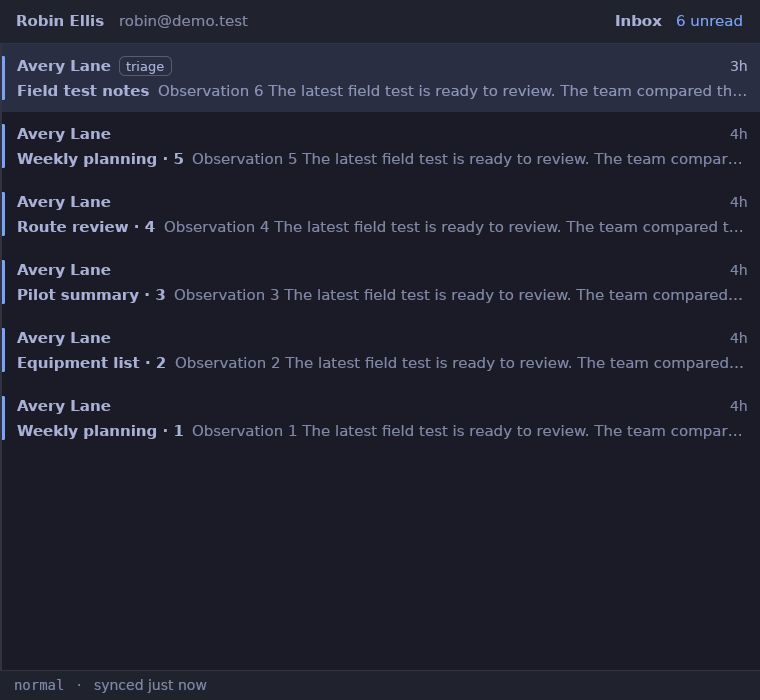 Robin Ellis robin@demo.test Inbox 6 unread
Avery Lane triage 3h
Field test notes Observation 6 The latest field test is ready to review. The team compared th…
Avery Lane 4h
Weekly planning · 5 Observation 5 The latest field test is ready to review. The team compar…
Avery Lane 4h
Route review · 4 Observation 4 The latest field test is ready to review. The team compared t…
Avery Lane 4h
Pilot summary · 3 Observation 3 The latest field test is ready to review. The team compared…
Avery Lane 4h
Equipment list · 2 Observation 2 The latest field test is ready to review. The team compared…
Avery Lane 4h
Weekly planning · 1 Observation 1 The latest field test is ready to review. The team compar…
normal · synced just now